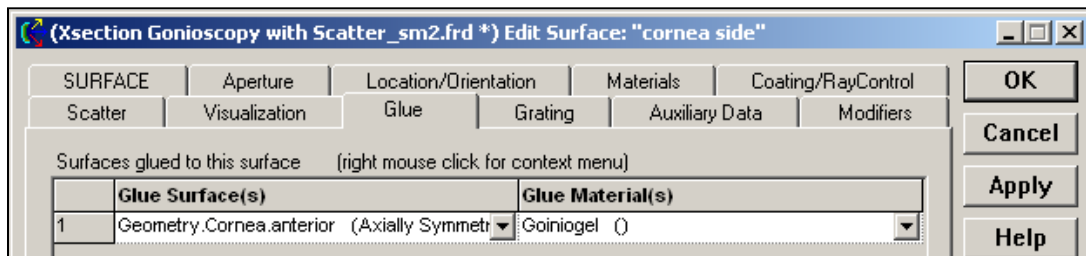 (Xsection Gonioscopy with Scatter_sm2.frd *) Edit Surface: "cornea side"
SURFACE Aperture Location/Orientation Materials Coating/RayControl
Scatter Visualization Glue Grating Auxiliary Data Modifiers
OK
Cancel
Apply
Help
Surfaces glued to this surface (right mouse click for context menu)
Glue Surface(s) Glue Material(s)
1 Geometry.Cornea.anterior (Axially Symmetr Goiniogel ()